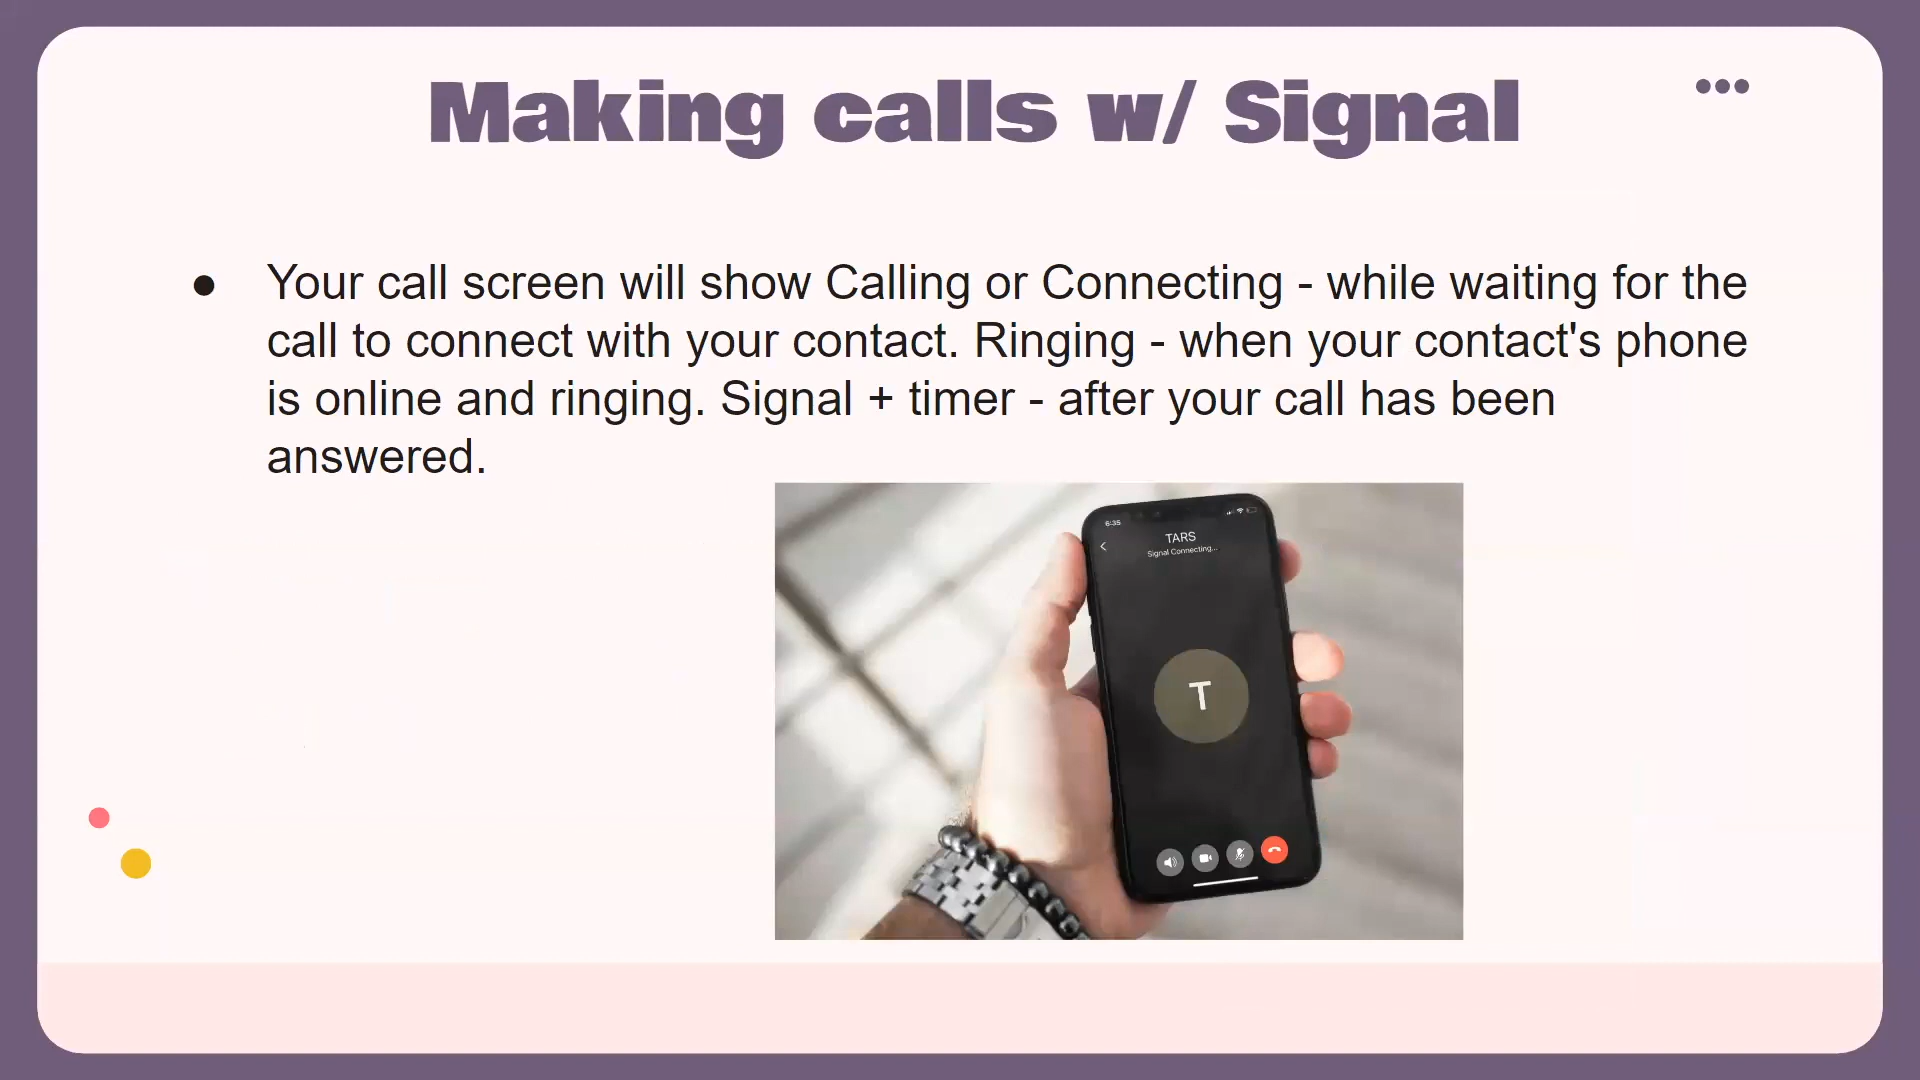 Making calls w/ Signal
● Your call screen will show Calling or Connecting - while waiting for the
call to connect with your contact. Ringing - when your contact's phone
is online and ringing. Signal + timer - after your call has been
answered.
6:35
TARS
Signal Connecting...
T